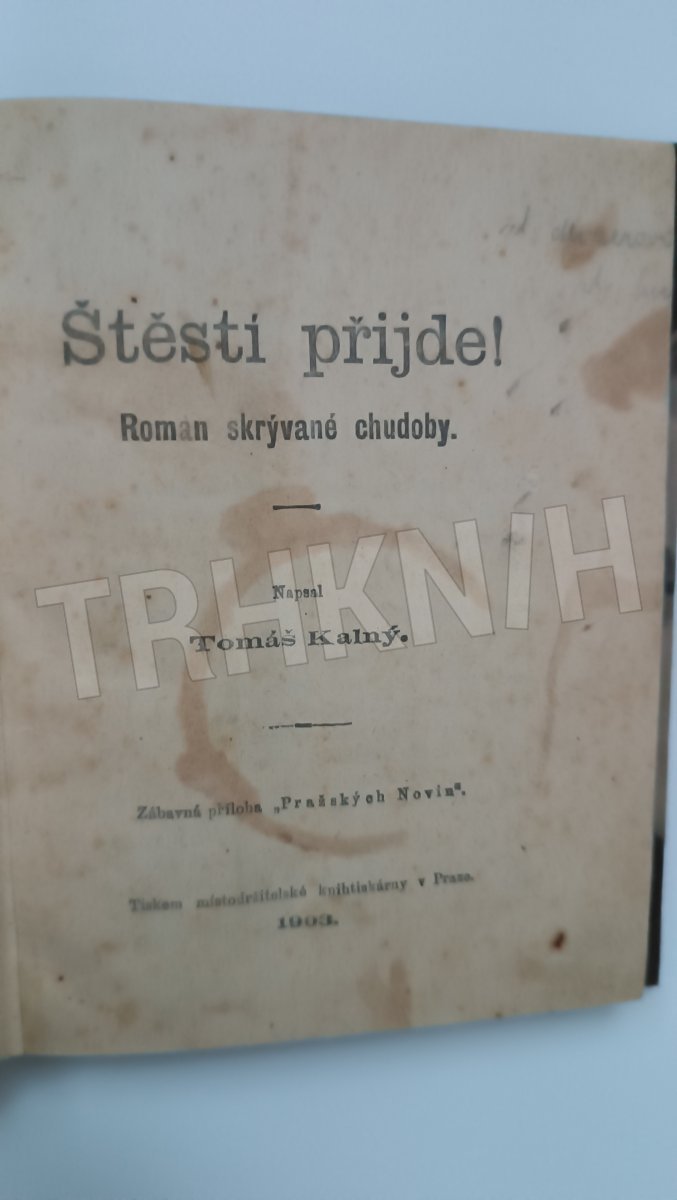 Štěstí přijde!
Roman skrývané chudoby.
TRHKNIH
Napsal
Tomáš Kalný.
Zábavná příloha „Pražských Novin“.
Tiskem místodržitelské knihtiskárny v Praze.
1903.